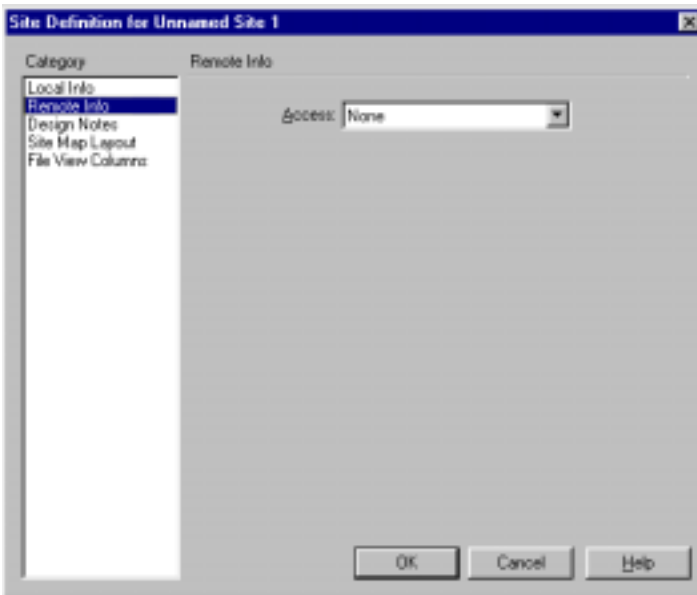 Site Definition for Unnamed Site 1
Category
Remote Info
Local Info
Remote Info
Design Notes
Site Map Layout
File View Columns
Access: None
OK Cancel Help